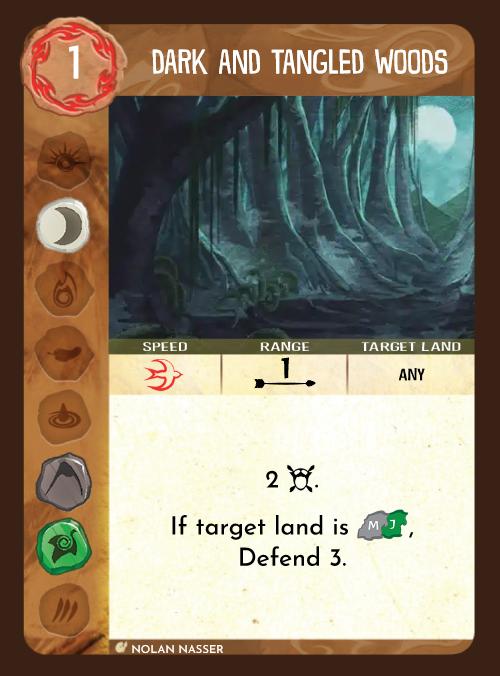 1
DARK AND TANGLED WOODS
SPEED RANGE TARGET LAND
1 ANY
2 .
If target land is M J ,
Defend 3.
NOLAN NASSER